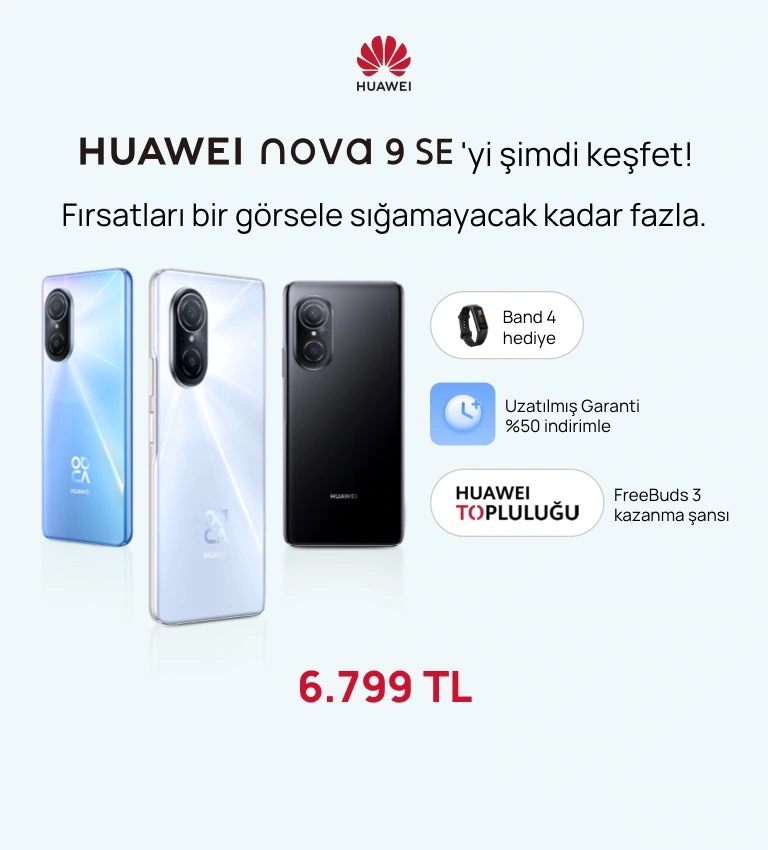 HUAWEI
HUAWEI nova 9 SE 'yi şimdi keşfet!
Fırsatları bir görsele sığamayacak kadar fazla.
HUAWEI
HUAWEI
HUAWEI
Band 4
hediye
Uzatılmış Garanti
%50 indirimle
HUAWEI
TOPLULUĞU
FreeBuds 3
kazanma şansı
6.799 TL